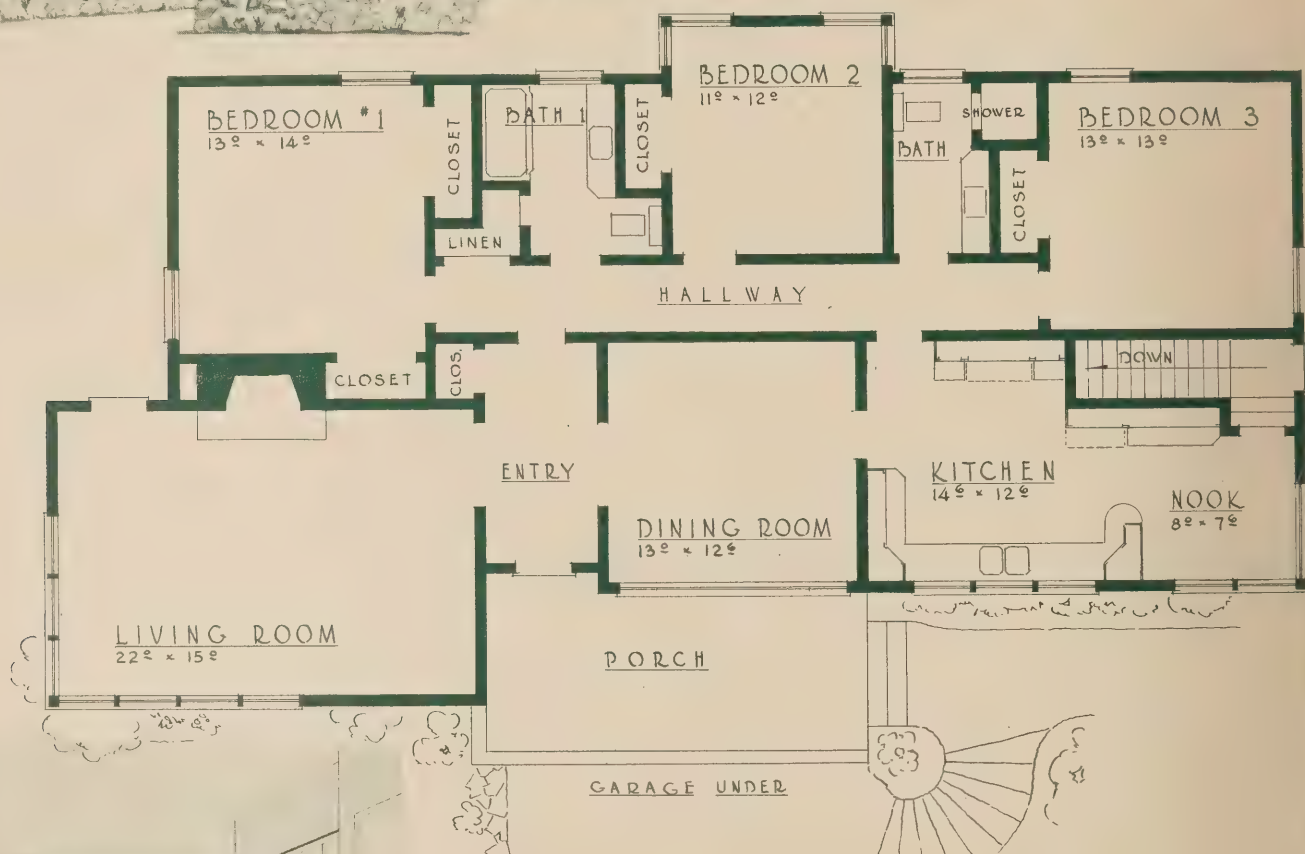 BEDROOM #1
13⁰ × 14⁰
CLOSET
BATH 1
CLOSET
BEDROOM 2
11⁰ × 12⁰
SHOWER
BATH
BEDROOM 3
13⁰ × 13⁰
CLOSET
LINEN
HALLWAY
CLOSET
CLOS.
DOWN
ENTRY
DINING ROOM
13⁰ × 12⁶
KITCHEN
14⁶ × 12⁶
NOOK
8⁰ × 7⁶
LIVING ROOM
22⁰ × 15⁰
PORCH
GARAGE UNDER